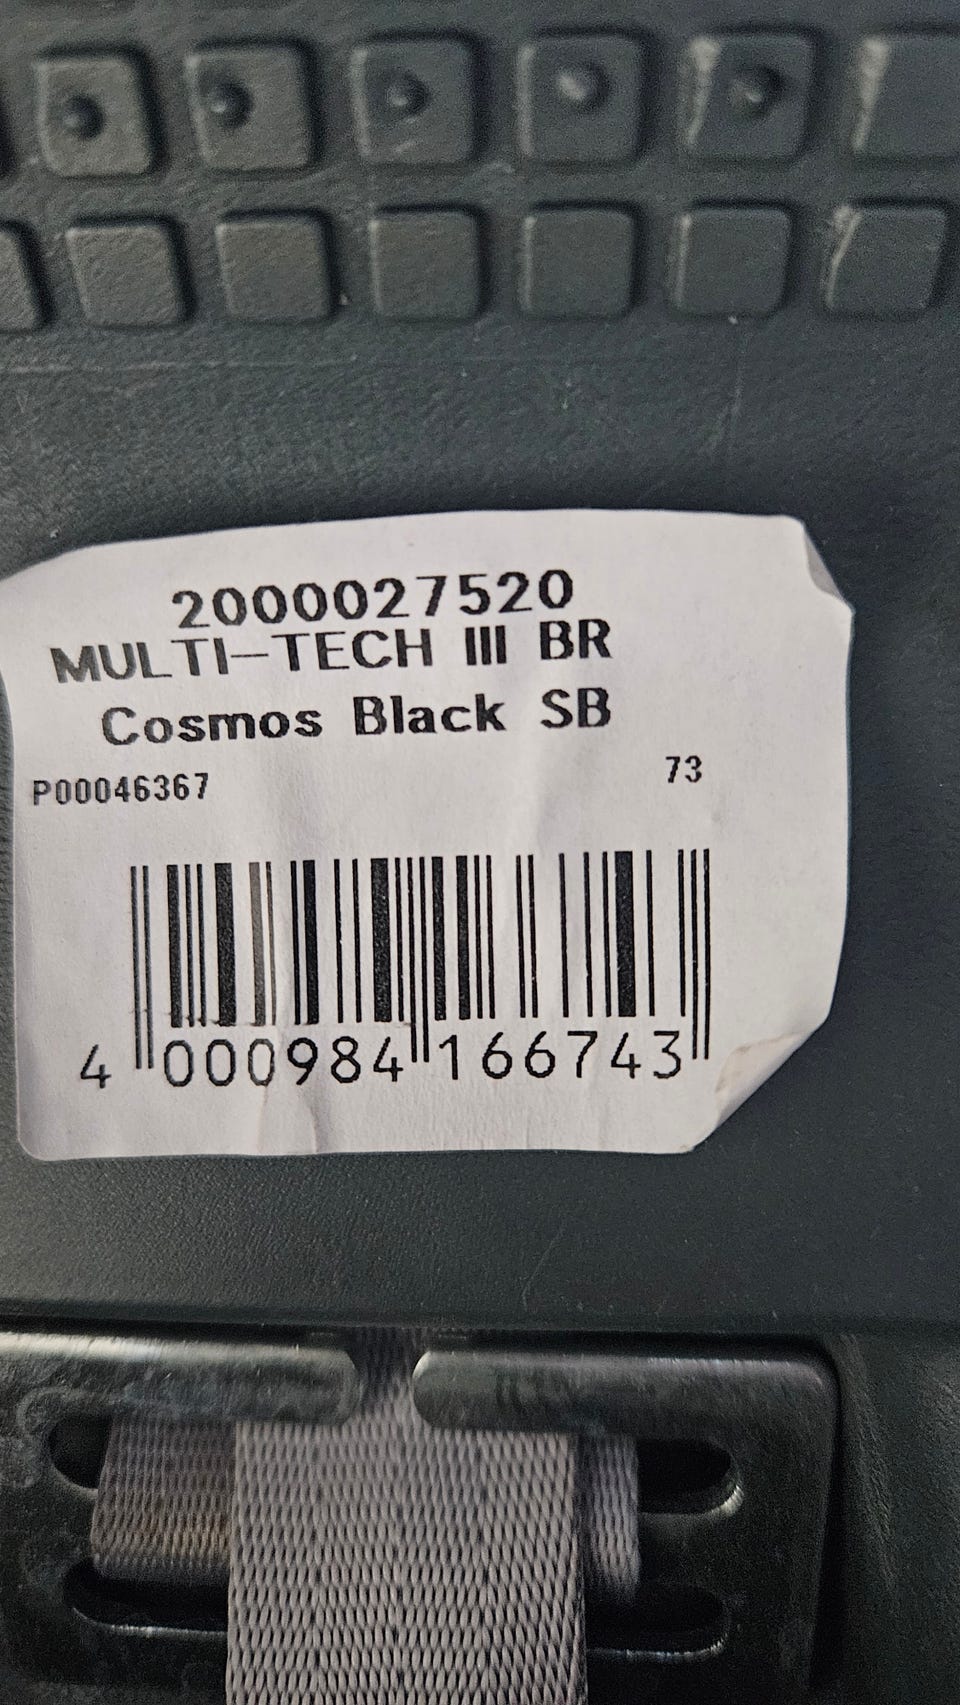 2000027520
MULTI-TECH III BR
Cosmos Black SB
P00046367 73
4 000984 166743